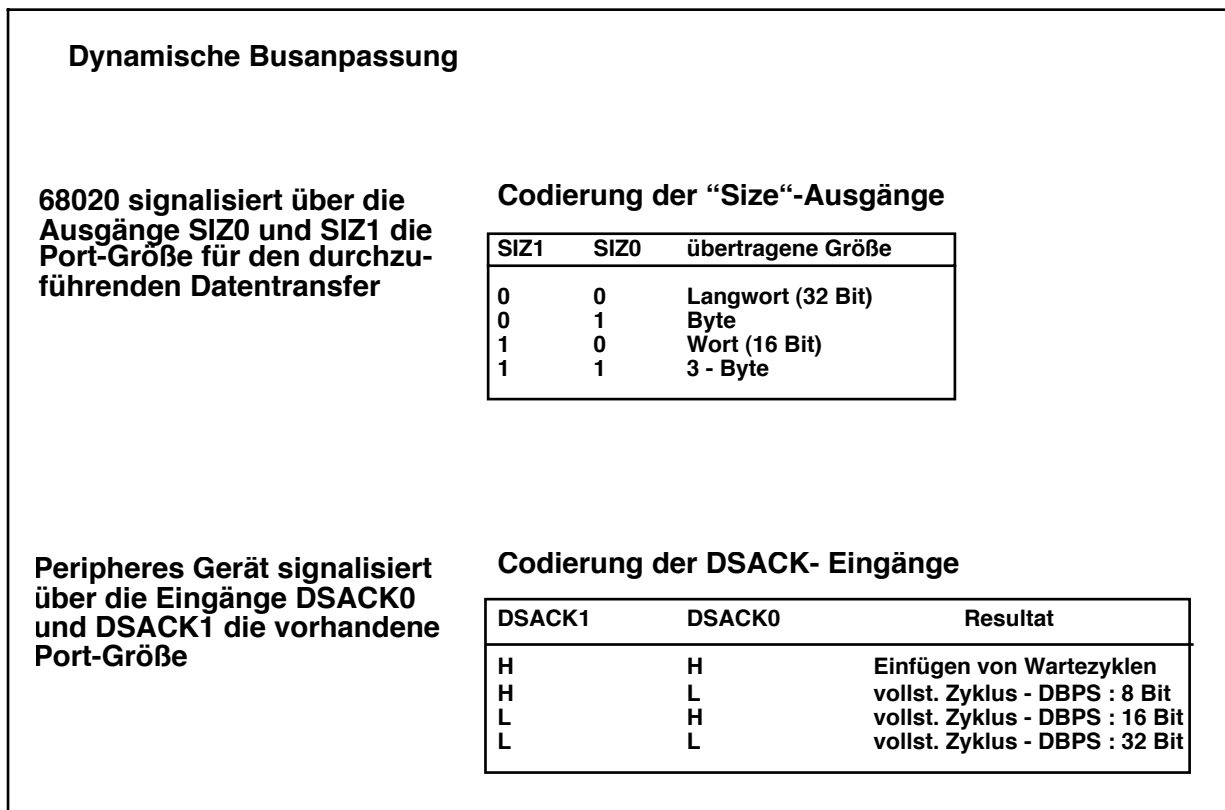 Dynamische Busanpassung
68020 signalisiert über die
Ausgänge SIZ0 und SIZ1 die
Port-Größe für den durchzu-
führenden Datentransfer
Codierung der “Size“-Ausgänge
SIZ1 SIZ0 übertragene Größe
0 0 Langwort (32 Bit)
0 1 Byte
1 0 Wort (16 Bit)
1 1 3 - Byte
Peripheres Gerät signalisiert
über die Eingänge DSACK0
und DSACK1 die vorhandene
Port-Größe
Codierung der DSACK- Eingänge
DSACK1 DSACK0 Resultat
H H Einfügen von Wartezyklen
H L vollst. Zyklus - DBPS : 8 Bit
L H vollst. Zyklus - DBPS : 16 Bit
L L vollst. Zyklus - DBPS : 32 Bit